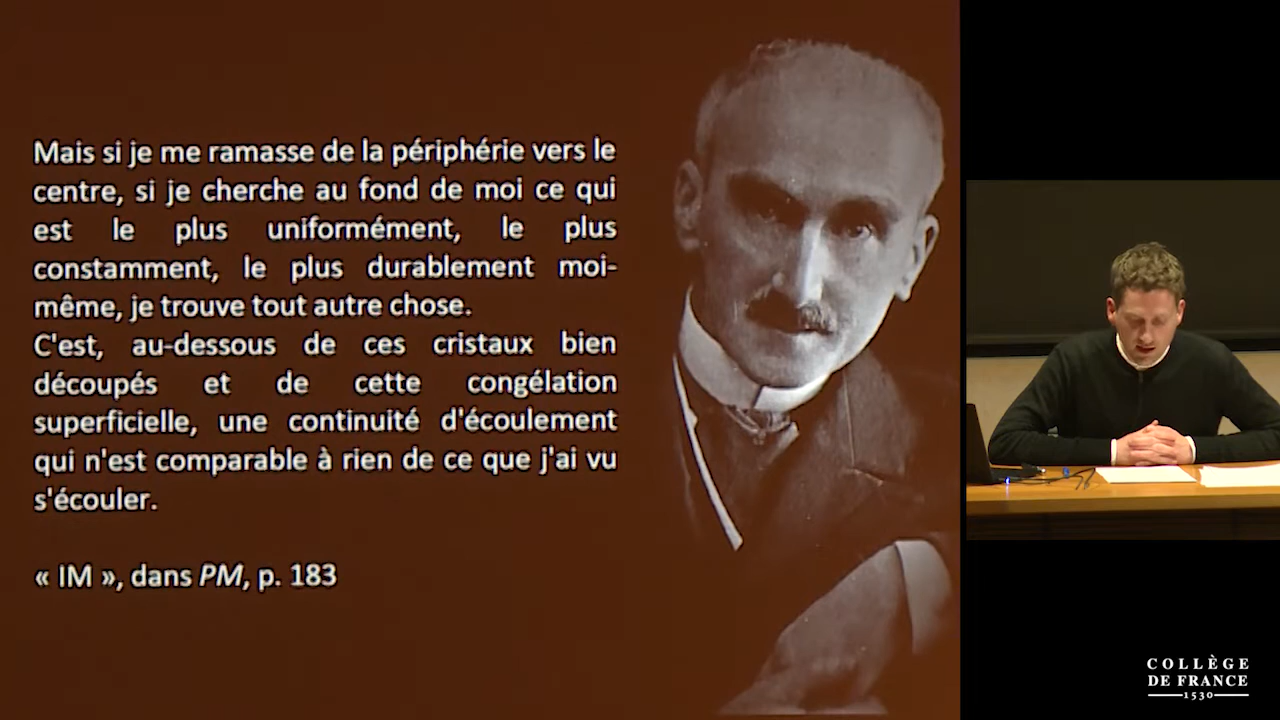 Mais si je me ramasse de la périphérie vers le
centre, si je cherche au fond de moi ce qui
est le plus uniformément, le plus
constamment, le plus durablement moi-
même, je trouve tout autre chose.
C'est, au-dessous de ces cristaux bien
découpés et de cette congélation
superficielle, une continuité d'écoulement
qui n'est comparable à rien de ce que j'ai vu
s'écouler.
« IM », dans PM, p. 183
COLLÈGE
DE FRANCE
1530